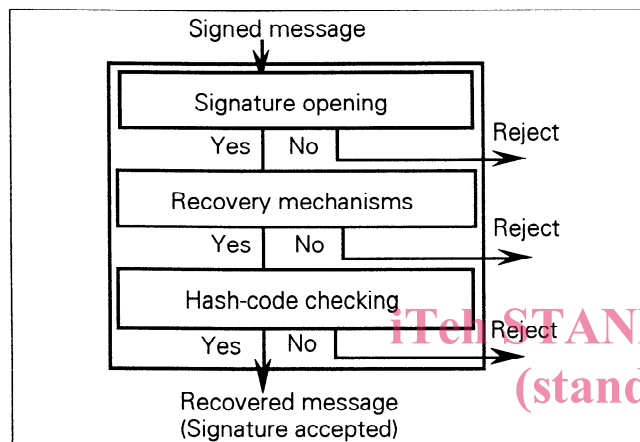 Signed message
Signature opening
Yes No
Reject
Recovery mechanisms
Yes No
Reject
Hash-code checking
Yes No
Reject
iTeh STAN
(stand
Recovered message
(Signature accepted)